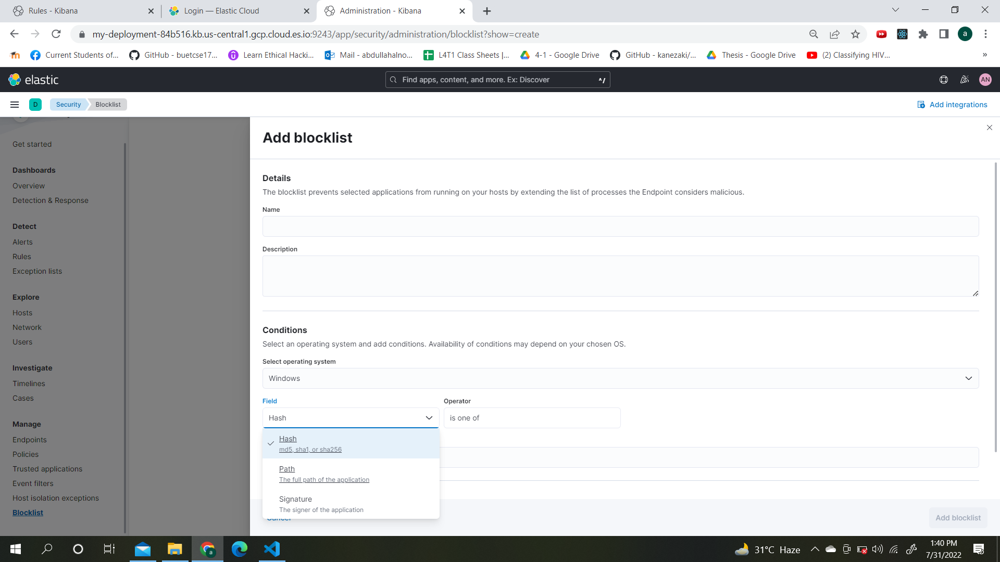 Rules - Kibana
Login — Elastic Cloud
Administration - Kibana
my-deployment-84b516.kb.us-central1.gcp.cloud.es.io:9243/app/security/administration/blocklist?show=create
a
Current Students of...
GitHub - buetcse17...
Learn Ethical Hacki...
Mail - abdullahalno...
L4T1 Class Sheets |...
4-1 - Google Drive
GitHub - kanezaki/...
Thesis - Google Drive
(2) Classifying HIV...
»
elastic
Find apps, content, and more. Ex: Discover
^/
AN
D
Security
Blocklist
Add integrations
Get started
Dashboards
Overview
Detection & Response
Detect
Alerts
Rules
Exception lists
Explore
Hosts
Network
Users
Investigate
Timelines
Cases
Manage
Endpoints
Policies
Trusted applications
Event filters
Host isolation exceptions
Blocklist
Add blocklist
Details
The blocklist prevents selected applications from running on your hosts by extending the list of processes the Endpoint considers malicious.
Name
Description
Conditions
Select an operating system and add conditions. Availability of conditions may depend on your chosen OS.
Select operating system
Windows
Field
Operator
Hash
is one of
Hash
md5, sha1, or sha256
Path
The full path of the application
Signature
The signer of the application
Add blocklist
31°C Haze
1:40 PM
7/31/2022